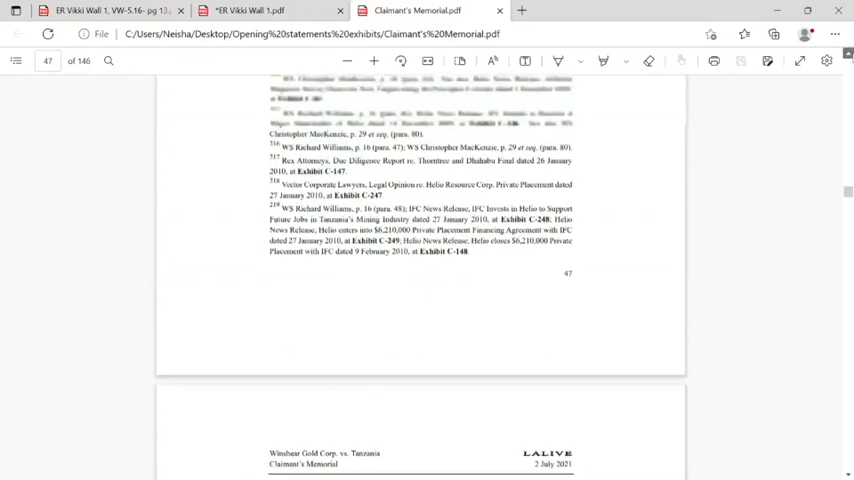 ER Vikki Wall 1, VW-5.16- pg 13
*ER Vikki Wall 1.pdf
Claimant's Memorial.pdf
File
C:/Users/Neisha/Desktop/Opening%20statements%20exhibits/Claimant's%20Memorial.pdf
47 of 146
Christopher MacKenzie, p. 29 et seq. (para. 80).
216 WS Richard Williams, p. 16 (para. 47); WS Christopher MacKenzie, p. 29 et seq. (para. 80).
217 Rex Attorneys, Due Diligence Report re. Thorntree and Dhahabu Final dated 26 January
2010, at Exhibit C-147.
218 Vector Corporate Lawyers, Legal Opinion re. Helio Resource Corp. Private Placement dated
27 January 2010, at Exhibit C-247.
219 WS Richard Williams, p. 16 (para. 48); IFC News Release, IFC Invests in Helio to Support
Future Jobs in Tanzania's Mining Industry dated 27 January 2010, at Exhibit C-248; Helio
News Release, Helio enters into $6,210,000 Private Placement Financing Agreement with IFC
dated 27 January 2010, at Exhibit C-249; Helio News Release, Helio closes $6,210,000 Private
Placement with IFC dated 9 February 2010, at Exhibit C-148.
47
Winshear Gold Corp. vs. Tanzania
LALIVE
Claimant's Memorial
2 July 2021